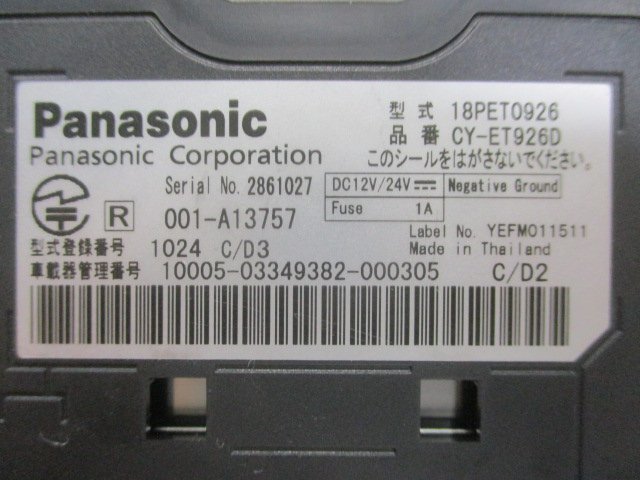 Panasonic
Panasonic Corporation
型式 18PET0926
品番 CY-ET926D
このシールをはがさないでください。
Serial No. 2861027
DC12V/24V Negative Ground
Fuse 1A
R 001-A13757
Label No. YEFM011511
Made in Thailand
型式登録番号 1024 C/D3
車載器管理番号 10005-03349382-000305 C/D2